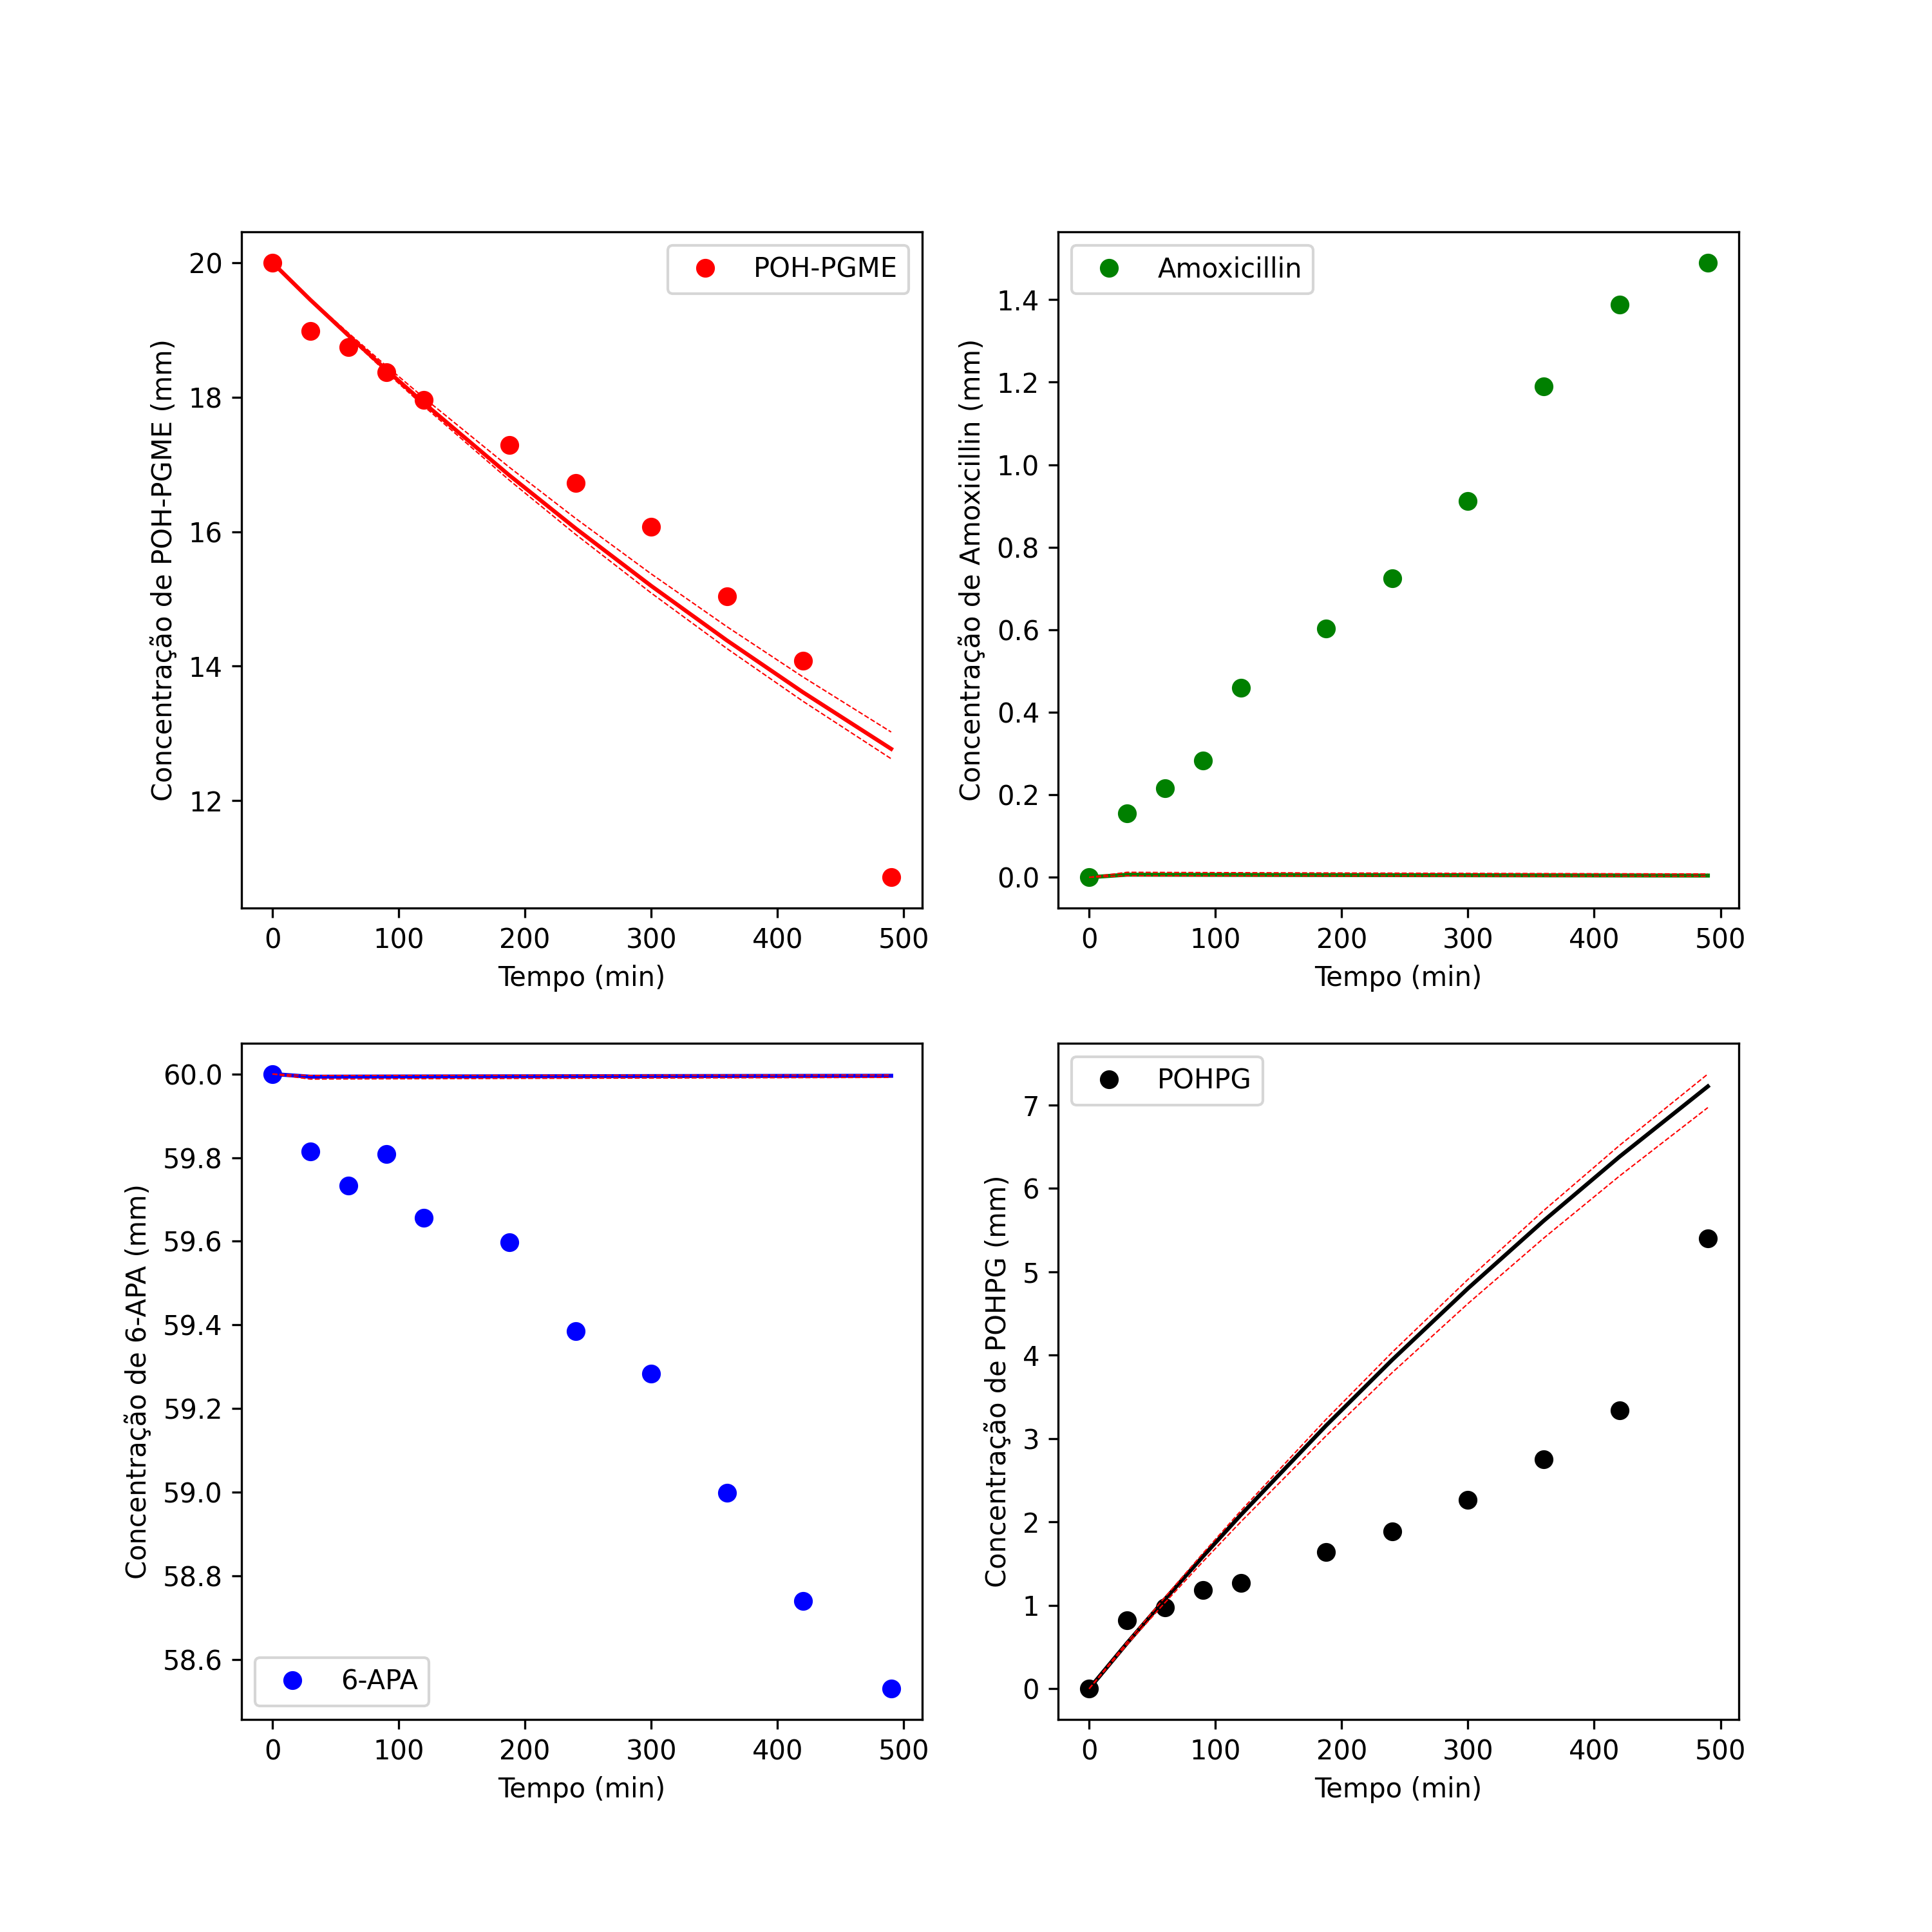 POH-PGME
Concentração de POH-PGME (mm)
20
18
16
14
12
0 100 200 300 400 500
Tempo (min)
Amoxicillin
Concentração de Amoxicillin (mm)
1.4
1.2
1.0
0.8
0.6
0.4
0.2
0.0
0 100 200 300 400 500
Tempo (min)
6-APA
Concentração de 6-APA (mm)
60.0
59.8
59.6
59.4
59.2
59.0
58.8
58.6
0 100 200 300 400 500
Tempo (min)
POHPG
Concentração de POHPG (mm)
7
6
5
4
3
2
1
0
0 100 200 300 400 500
Tempo (min)